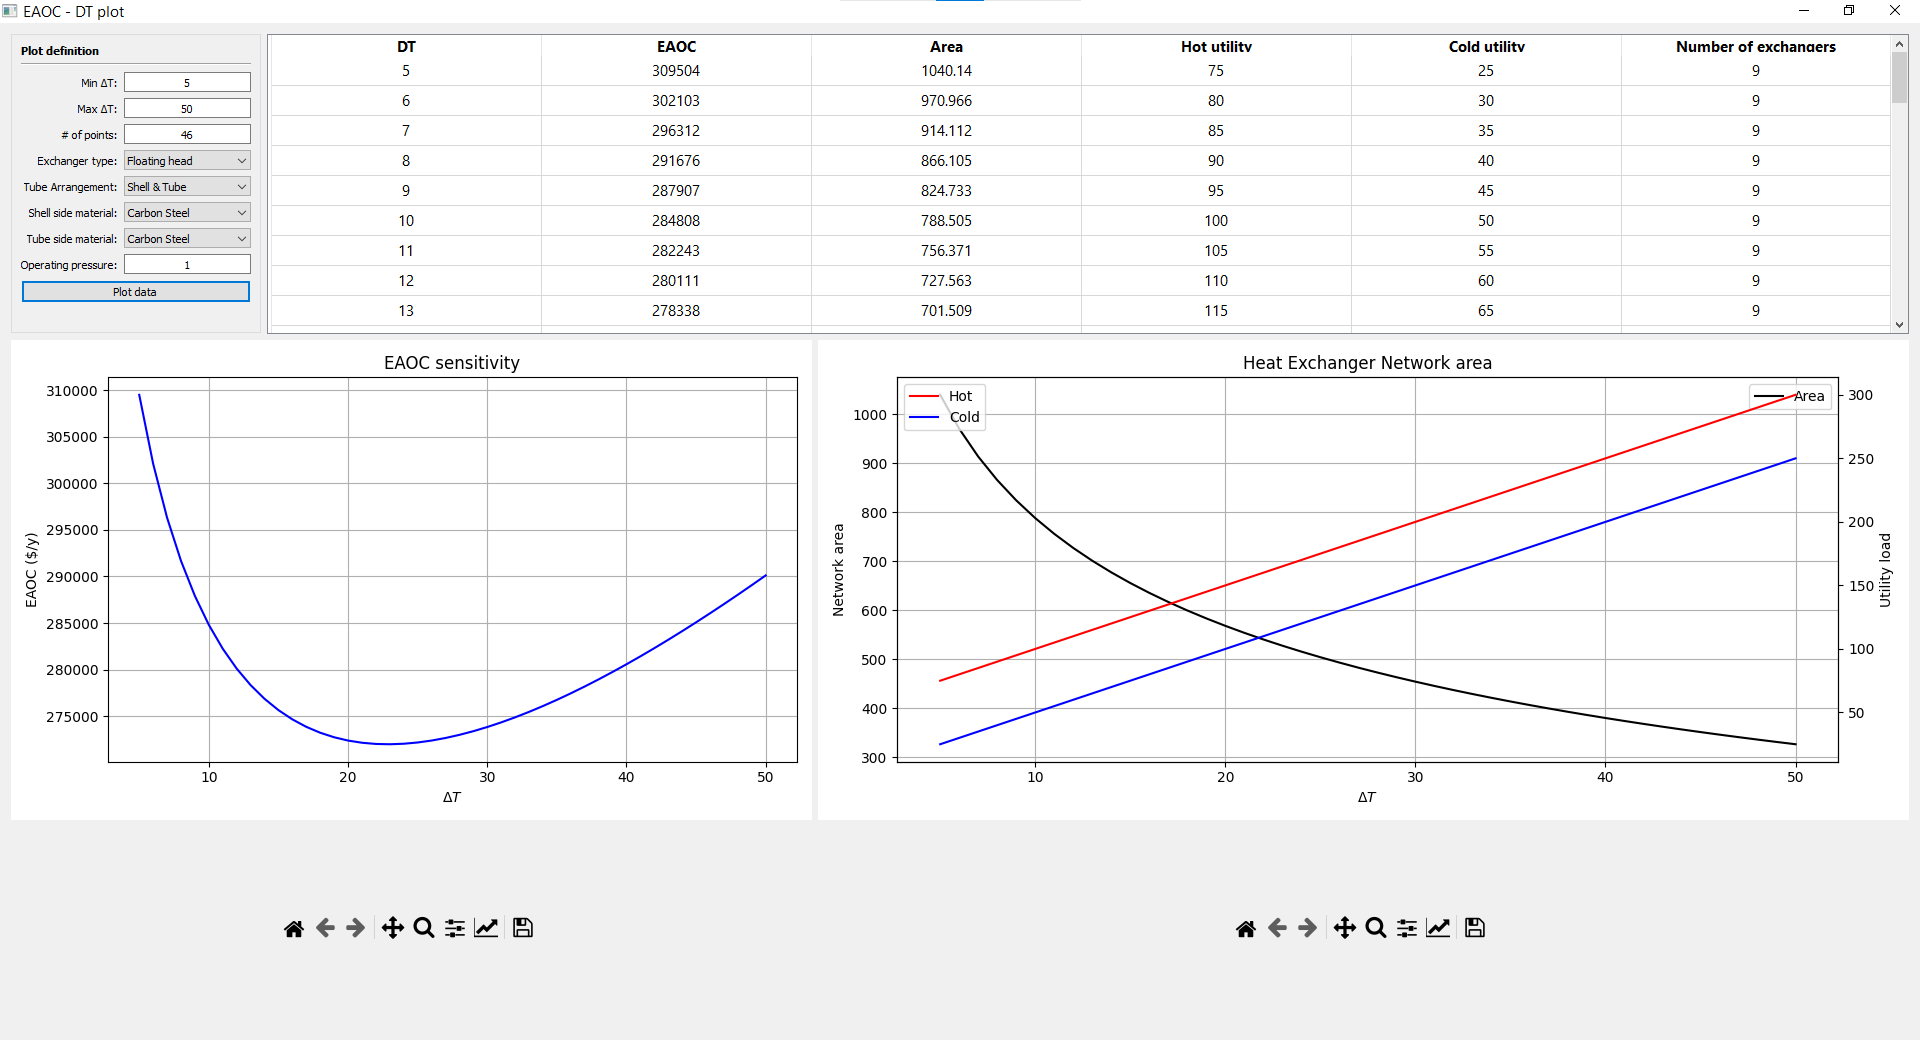 EAOC - DT plot
Plot definition
Min ΔT: 5
Max ΔT: 50
# of points: 46
Exchanger type: Floating head
Tube Arrangement: Shell & Tube
Shell side material: Carbon Steel
Tube side material: Carbon Steel
Operating pressure: 1
Plot data
DT EAOC Area Hot utility Cold utility Number of exchangers
5 309504 1040.14 75 25 9
6 302103 970.966 80 30 9
7 296312 914.112 85 35 9
8 291676 866.105 90 40 9
9 287907 824.733 95 45 9
10 284808 788.505 100 50 9
11 282243 756.371 105 55 9
12 280111 727.563 110 60 9
13 278338 701.509 115 65 9
EAOC sensitivity
EAOC ($/y)
310000
305000
300000
295000
290000
285000
280000
275000
10 20 30 40 50
ΔT
Heat Exchanger Network area
Hot
Cold
Area
Network area
1000
900
800
700
600
500
400
300
10 20 30 40 50
ΔT
300
250
200
150
100
50
Utility load